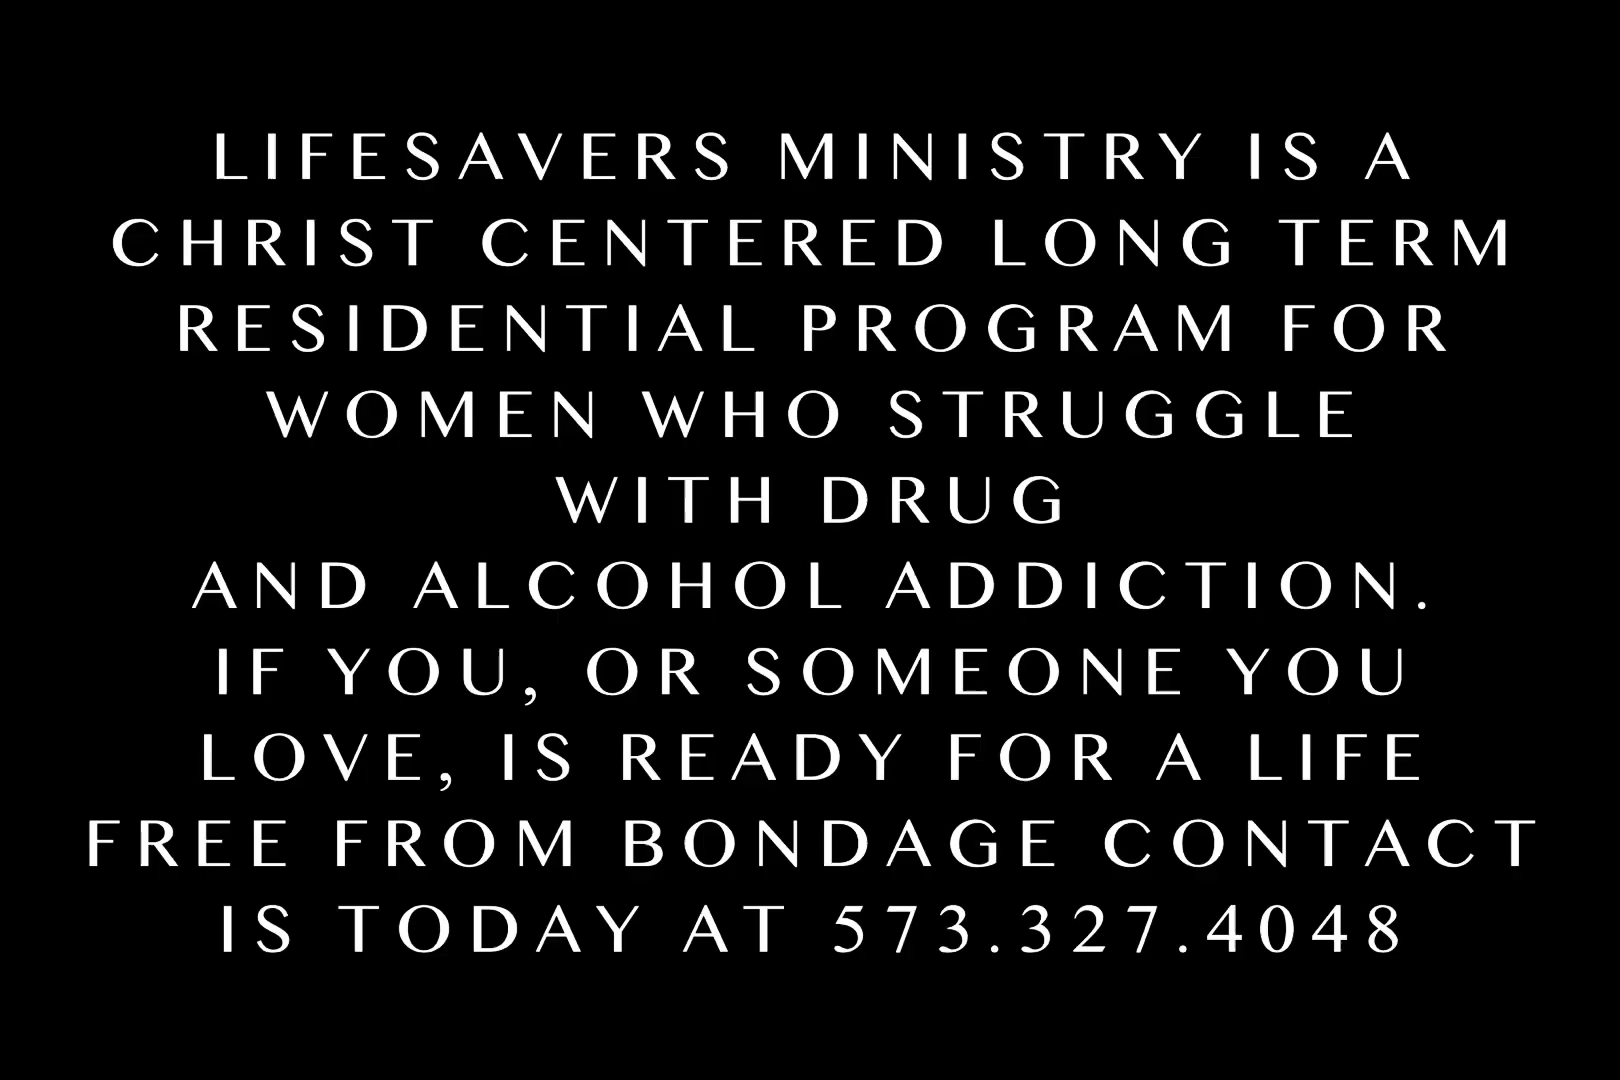 LIFESAVERS MINISTRY IS A
CHRIST CENTERED LONG TERM
RESIDENTIAL PROGRAM FOR
WOMEN WHO STRUGGLE
WITH DRUG
AND ALCOHOL ADDICTION.
IF YOU, OR SOMEONE YOU
LOVE, IS READY FOR A LIFE
FREE FROM BONDAGE CONTACT
IS TODAY AT 573.327.4048